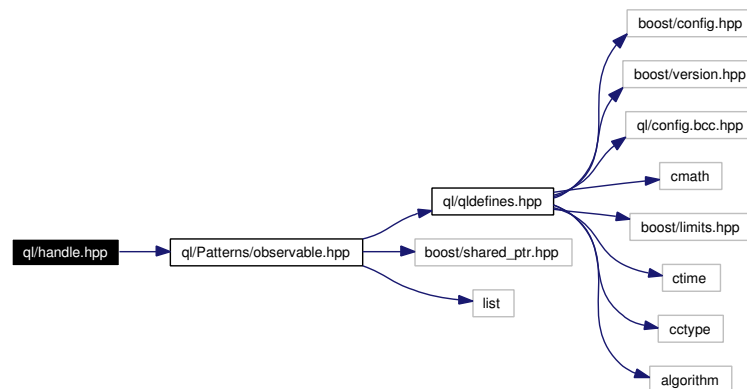 boost/config.hpp
boost/version.hpp
ql/config.bcc.hpp
cmath
ql/qldefines.hpp
boost/limits.hpp
ql/handle.hpp
ql/Patterns/observable.hpp
boost/shared_ptr.hpp
ctime
list
cctype
algorithm